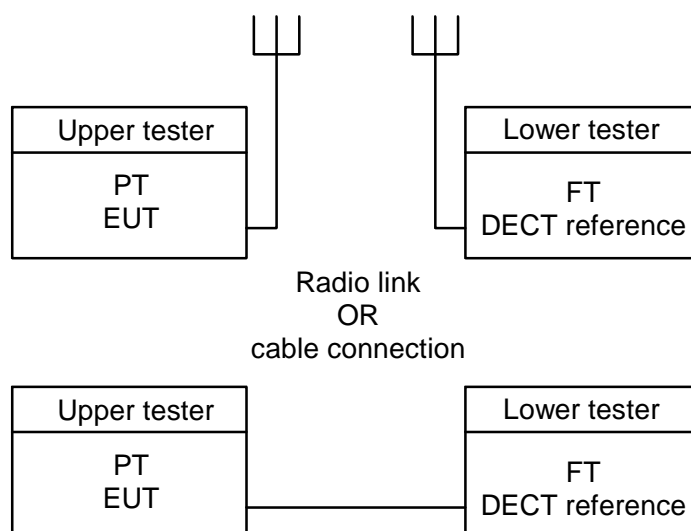 Upper tester
PT
EUT
Lower tester
FT
DECT reference
Radio link
OR
cable connection
Upper tester
PT
EUT
Lower tester
FT
DECT reference